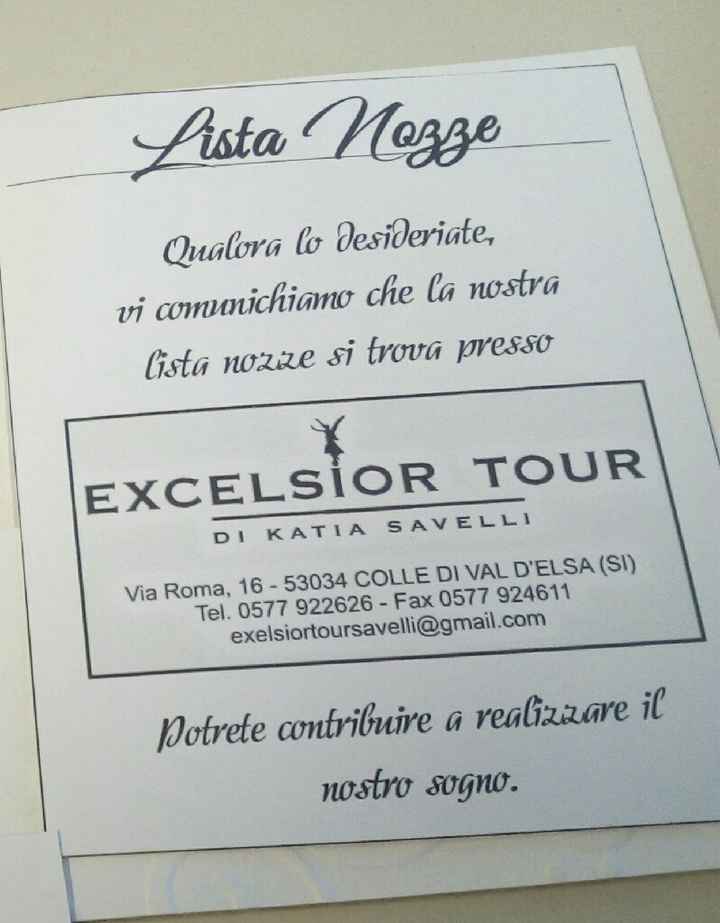 Lista Nozze
Qualora lo desideriate,
vi comunichiamo che la nostra
lista nozze si trova presso
EXCELSIOR TOUR
DI KATIA SAVELLI
Via Roma, 16 - 53034 COLLE DI VAL D'ELSA (SI)
Tel. 0577 922626 - Fax 0577 924611
exelsiortoursavelli@gmail.com
Potrete contribuire a realizzare il
nostro sogno.